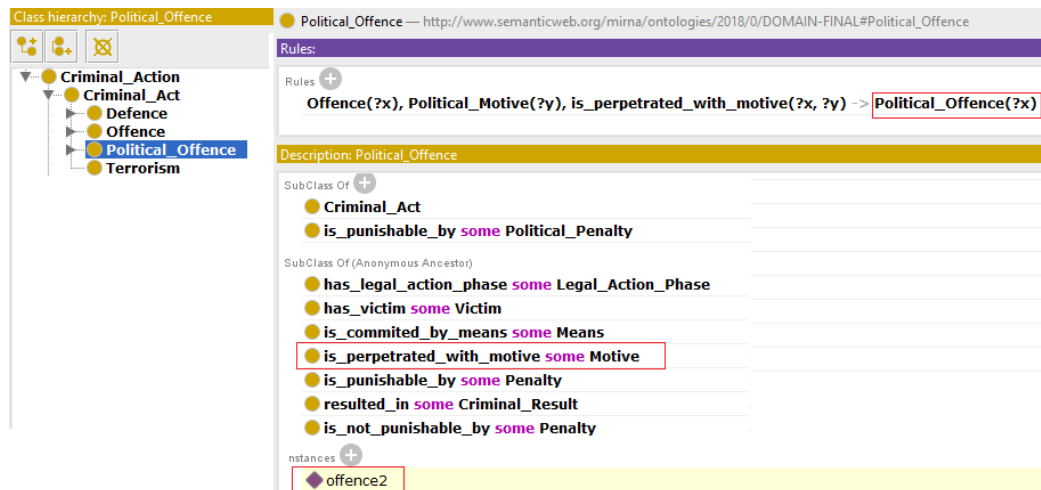 Class hierarchy: Political_Offence
Criminal_Action
Criminal_Act
Defence
Offence
Political_Offence
Terrorism
Political_Offence — http://www.semanticweb.org/mirna/ontologies/2018/0/DOMAIN-FINAL#Political_Offence
Rules:
Rules
Offence(?x), Political_Motive(?y), is_perpetrated_with_motive(?x, ?y) -> Political_Offence(?x)
Description: Political_Offence
SubClass Of
Criminal_Act
is_punishable_by some Political_Penalty
SubClass Of (Anonymous Ancestor)
has_legal_action_phase some Legal_Action_Phase
has_victim some Victim
is_commited_by_means some Means
is_perpetrated_with_motive some Motive
is_punishable_by some Penalty
resulted_in some Criminal_Result
is_not_punishable_by some Penalty
nstances
offence2